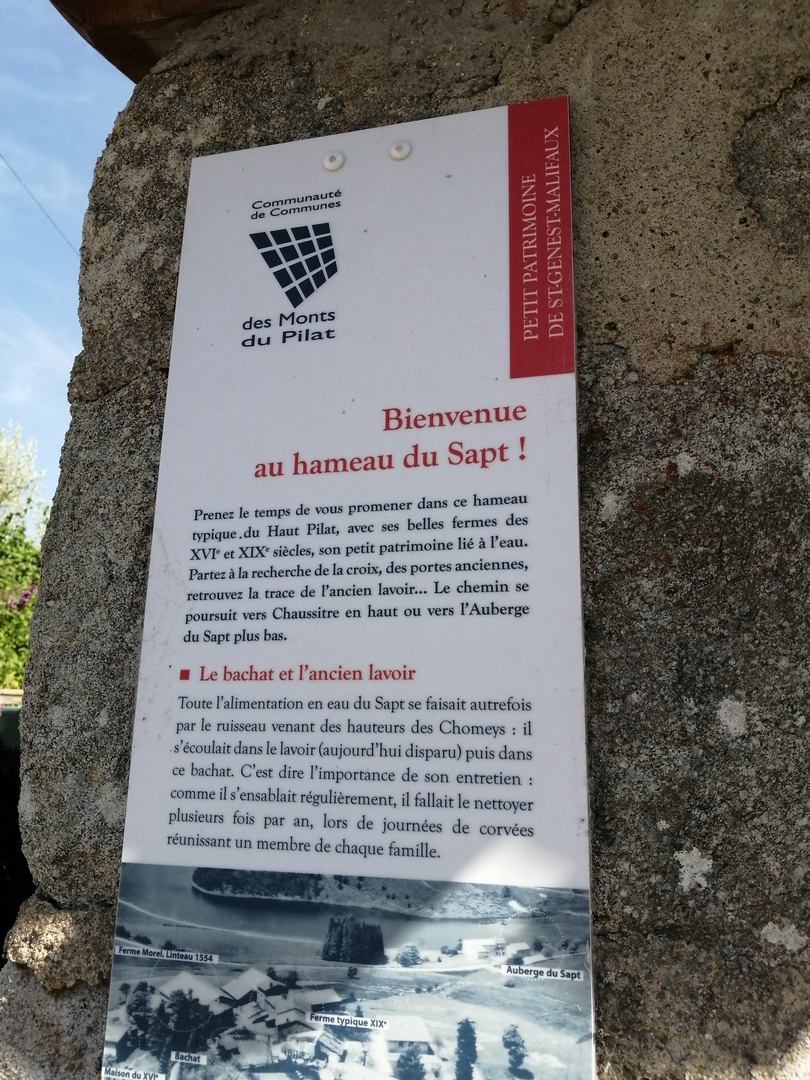 Communauté
de Communes
des Monts
du Pilat
PETIT PATRIMOINE
DE ST-GENEST-MALIFAUX
Bienvenue
au hameau du Sapt !
Prenez le temps de vous promener dans ce hameau
typique du Haut Pilat, avec ses belles fermes des
XVIe et XIXe siècles, son petit patrimoine lié à l'eau.
Partez à la recherche de la croix, des portes anciennes,
retrouvez la trace de l'ancien lavoir... Le chemin se
poursuit vers Chaussitre en haut ou vers l'Auberge
du Sapt plus bas.
■ Le bachat et l'ancien lavoir
Toute l'alimentation en eau du Sapt se faisait autrefois
par le ruisseau venant des hauteurs des Chomeys : il
s'écoulait dans le lavoir (aujourd'hui disparu) puis dans
ce bachat. C'est dire l'importance de son entretien :
comme il s'ensablait régulièrement, il fallait le nettoyer
plusieurs fois par an, lors de journées de corvées
réunissant un membre de chaque famille.
Ferme Morel. Linteau 1554
Auberge du Sapt
Ferme typique XIXe
Bachat
Maison du XVIe